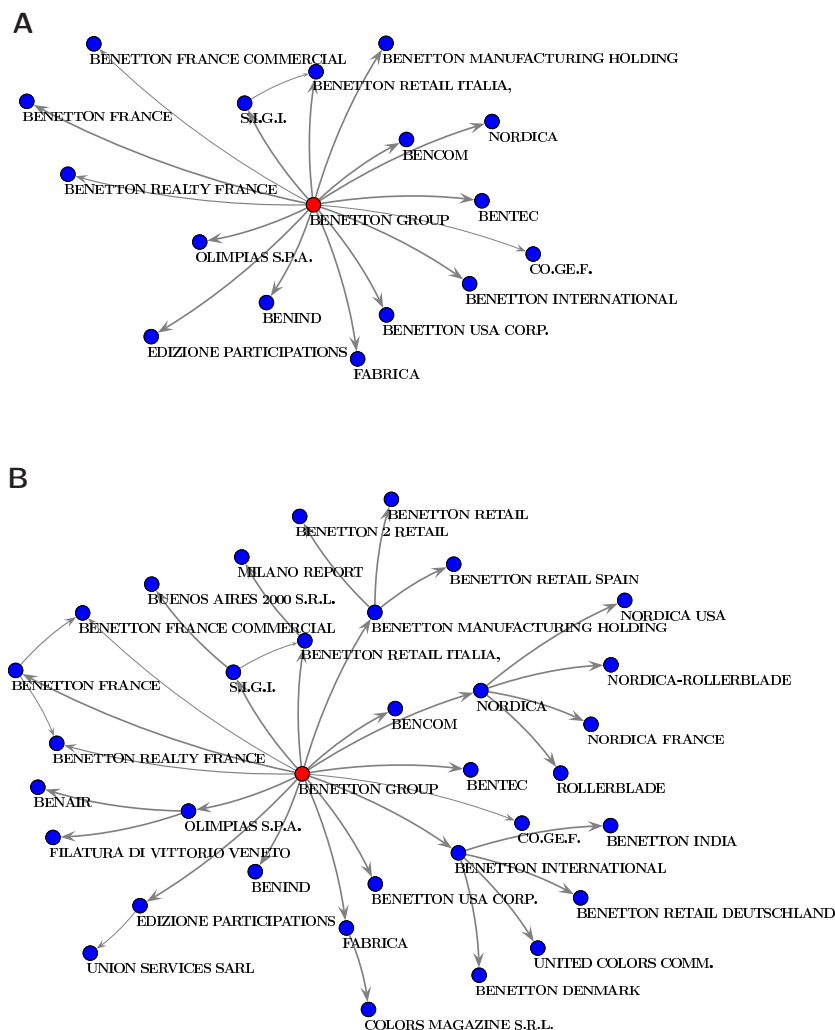 A
BENETTON FRANCE COMMERCIAL
BENETTON MANUFACTURING HOLDING
BENETTON RETAIL ITALIA,
BENETTON FRANCE
S.I.G.I.
NORDICA
BENCOM
BENETTON REALTY FRANCE
BENETTON GROUP
BENTEC
OLIMPIAS S.P.A.
CO.GE.F.
BENETTON INTERNATIONAL
BENIND
BENETTON USA CORP.
EDIZIONE PARTICIPATIONS
FABRICA
B
BENETTON RETAIL
BENETTON 2 RETAIL
MILANO REPORT
BENETTON RETAIL SPAIN
BUENOS AIRES 2000 S.R.L.
NORDICA USA
BENETTON FRANCE COMMERCIAL
BENETTON MANUFACTURING HOLDING
BENETTON RETAIL ITALIA,
NORDICA-ROLLERBLADE
BENETTON FRANCE
S.I.G.I.
NORDICA
BENCOM
NORDICA FRANCE
BENETTON REALTY FRANCE
BENTEC
ROLLERBLADE
BENETTON GROUP
BENAIR
OLIMPIAS S.P.A.
CO.GE.F.
BENETTON INDIA
FILATURA DI VITTORIO VENETO
BENETTON INTERNATIONAL
BENIND
BENETTON USA CORP.
BENETTON RETAIL DEUTSCHLAND
EDIZIONE PARTICIPATIONS
FABRICA
UNION SERVICES SARL
UNITED COLORS COMM.
BENETTON DENMARK
COLORS MAGAZINE S.R.L.